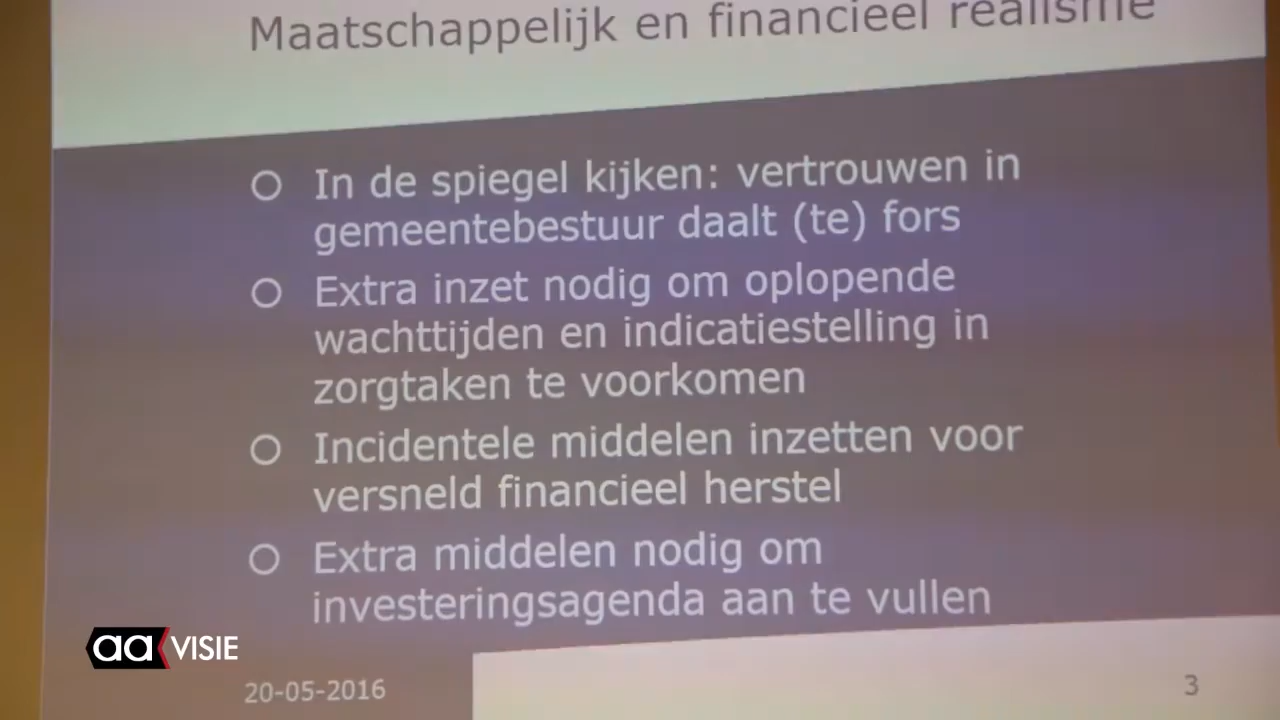 Maatschappelijk en financieel realisme
O In de spiegel kijken: vertrouwen in
gemeentebestuur daalt (te) fors
O Extra inzet nodig om oplopende
wachttijden en indicatiestelling in
zorgtaken te voorkomen
O Incidentele middelen inzetten voor
versneld financieel herstel
O Extra middelen nodig om
investeringsagenda aan te vullen
aa VISIE
20-05-2016
3